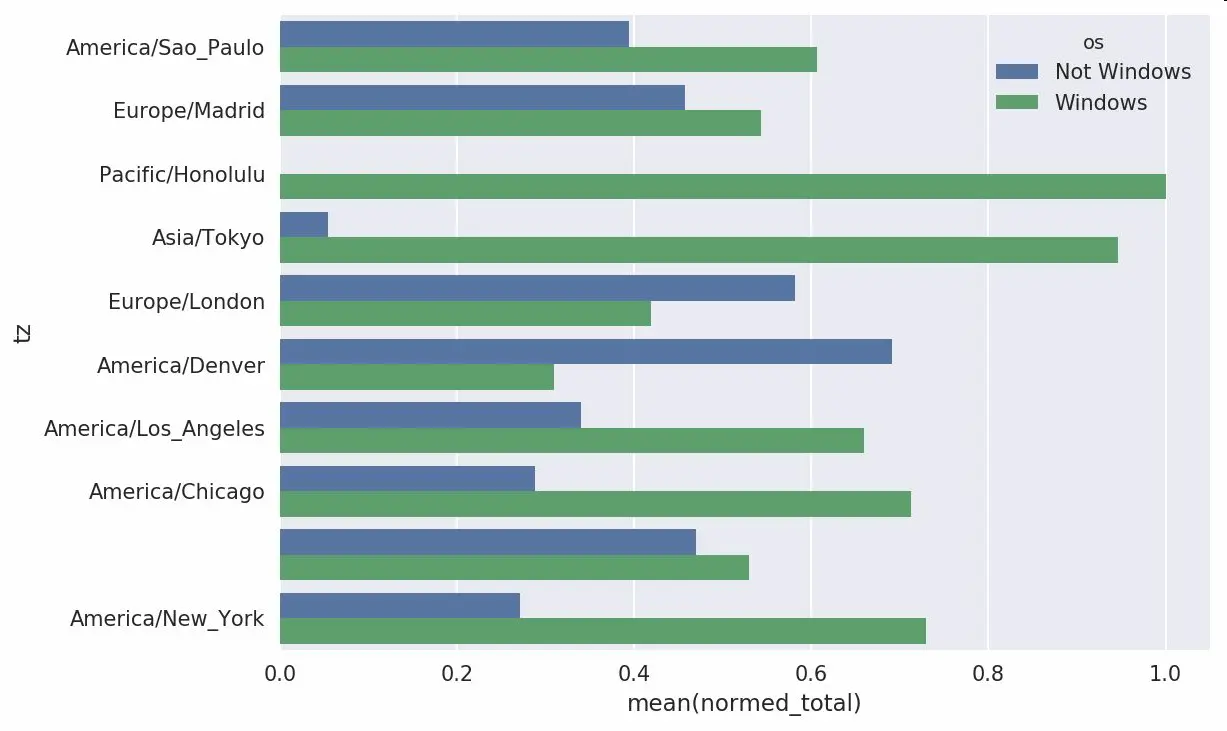 America/Sao_Paulo
Europe/Madrid
Pacific/Honolulu
Asia/Tokyo
Europe/London
America/Denver
America/Los_Angeles
America/Chicago
America/New_York
tz
0.0 0.2 0.4 0.6 0.8 1.0
mean(normed_total)
os
Not Windows
Windows